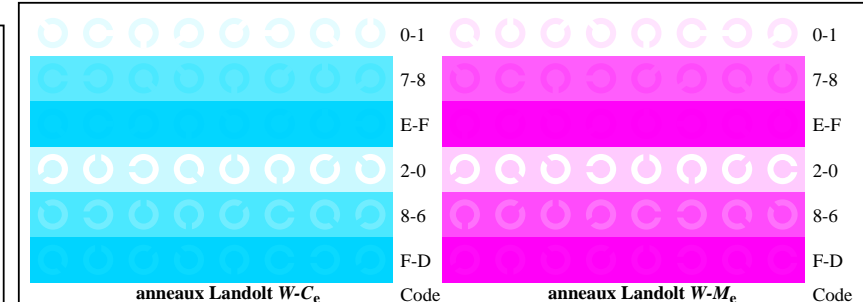 0-1 0-1
7-8 7-8
E-F E-F
2-0 2-0
8-6 8-6
F-D F-D
anneaux Landolt W-Ce Code anneaux Landolt W-Me Code